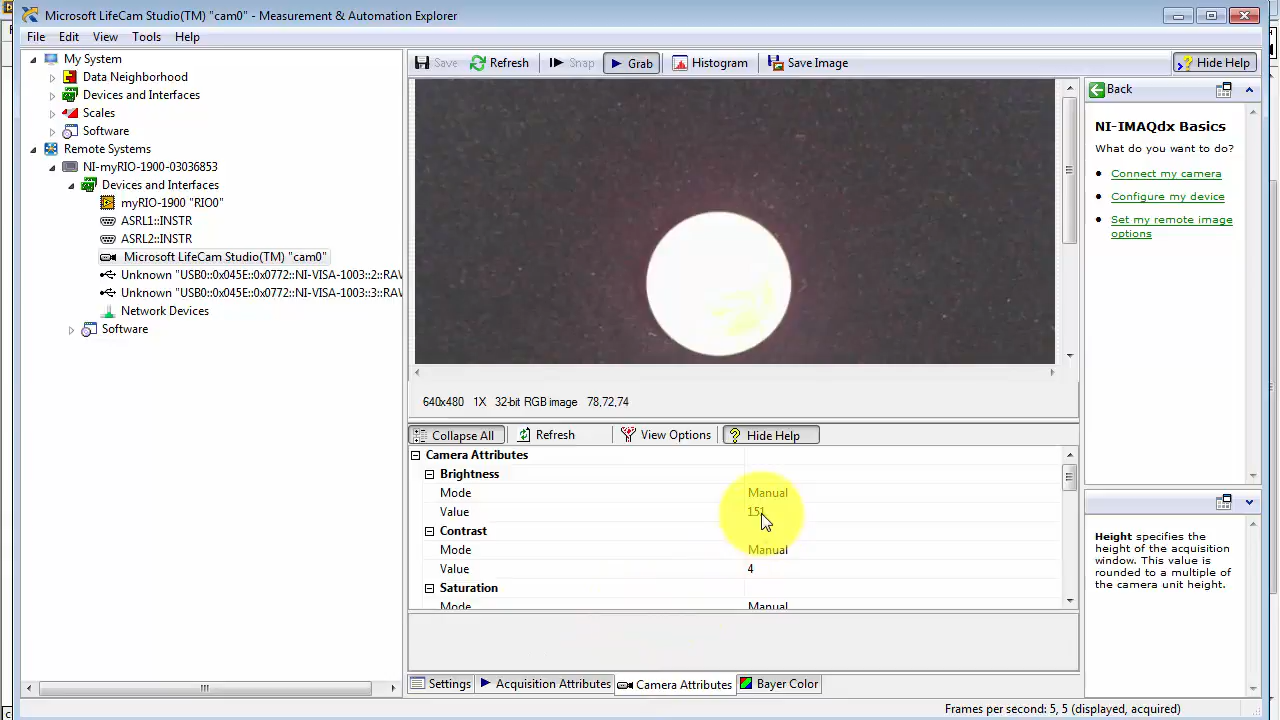 Microsoft LifeCam Studio(TM) "cam0" - Measurement & Automation Explorer
File Edit View Tools Help
My System
Data Neighborhood
Devices and Interfaces
Scales
Software
Remote Systems
NI-myRIO-1900-03036853
Devices and Interfaces
myRIO-1900 "RIO0"
ASRL1::INSTR
ASRL2::INSTR
Microsoft LifeCam Studio(TM) "cam0"
Unknown "USB0::0x045E::0x0772::NI-VISA-1003::2::RAW
Unknown "USB0::0x045E::0x0772::NI-VISA-1003::3::RAW
Network Devices
Software
Save Refresh Snap Grab Histogram Save Image Hide Help
640x480 1X 32-bit RGB image 78,72,74
Collapse All Refresh View Options ? Hide Help
Camera Attributes
Brightness
Mode Manual
Value 151
Contrast
Mode Manual
Value 4
Saturation
Mode Manual
Settings Acquisition Attributes Camera Attributes Bayer Color
Back
NI-IMAQdx Basics
What do you want to do?
Connect my camera
Configure my device
Set my remote image
options
Height specifies the
height of the acquisition
window. This value is
rounded to a multiple of
the camera unit height.
Frames per second: 5, 5 (displayed, acquired)